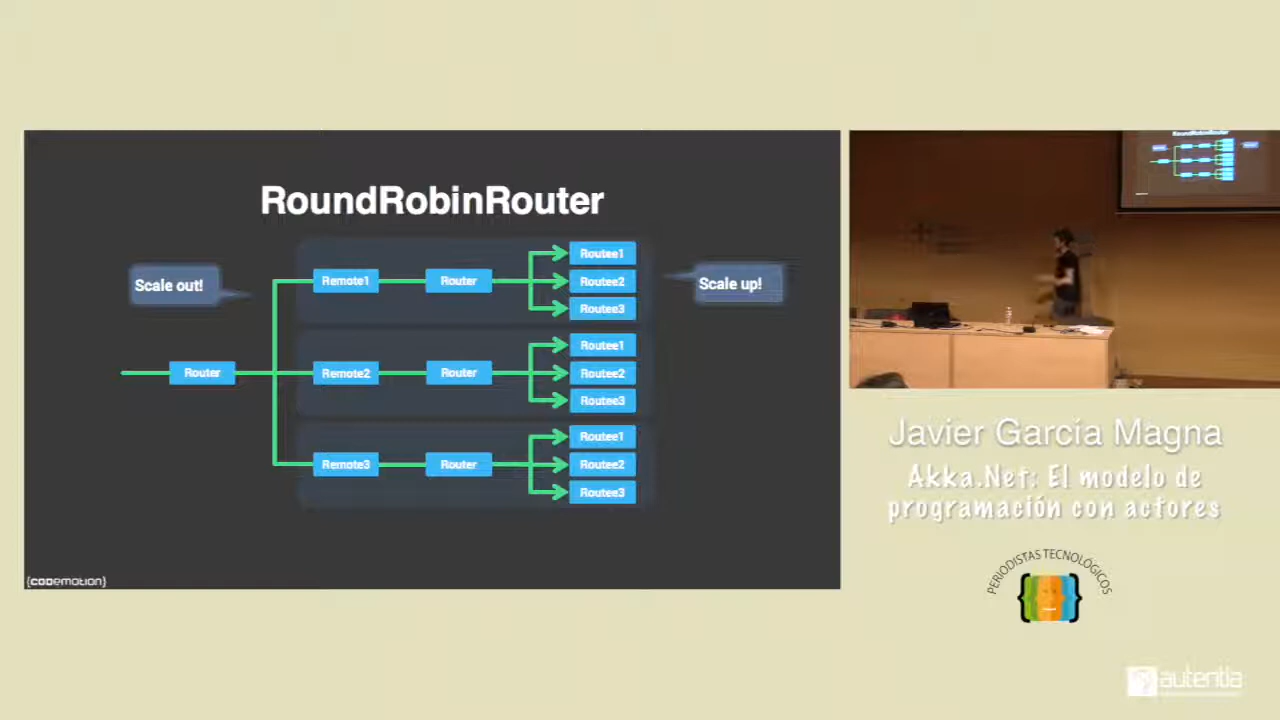 RoundRobinRouter
Scale out!
Scale up!
Router
Remote1
Router
Routee1
Routee2
Routee3
Remote2
Router
Routee1
Routee2
Routee3
Remote3
Router
Routee1
Routee2
Routee3
{codemotion}
Javier García Magna
Akka.Net: El modelo de
programación con actores
PERIODISTAS TECNOLÓGICOS
autentia